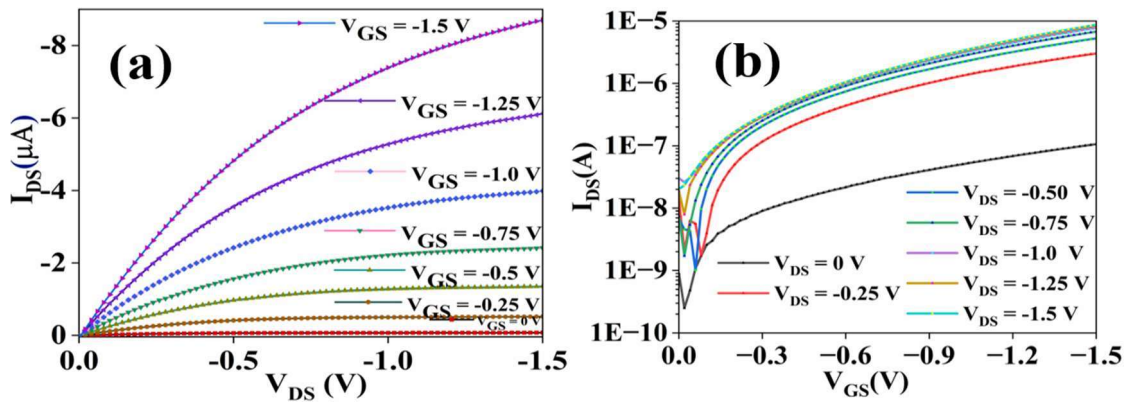 (a)
V_GS = -1.5 V
V_GS = -1.25 V
V_GS = -1.0 V
V_GS = -0.75 V
V_GS = -0.5 V
V_GS = -0.25 V
V_GS = 0 V
I_DS(μA)
-8
-6
-4
-2
0
0.0
-0.5
-1.0
-1.5
V_DS (V)
(b)
I_DS(A)
1E-5
1E-6
1E-7
1E-8
1E-9
1E-10
V_DS = 0 V
V_DS = -0.25 V
V_DS = -0.50 V
V_DS = -0.75 V
V_DS = -1.0 V
V_DS = -1.25 V
V_DS = -1.5 V
0.0
−0.3
−0.6
−0.9
−1.2
−1.5
V_GS(V)